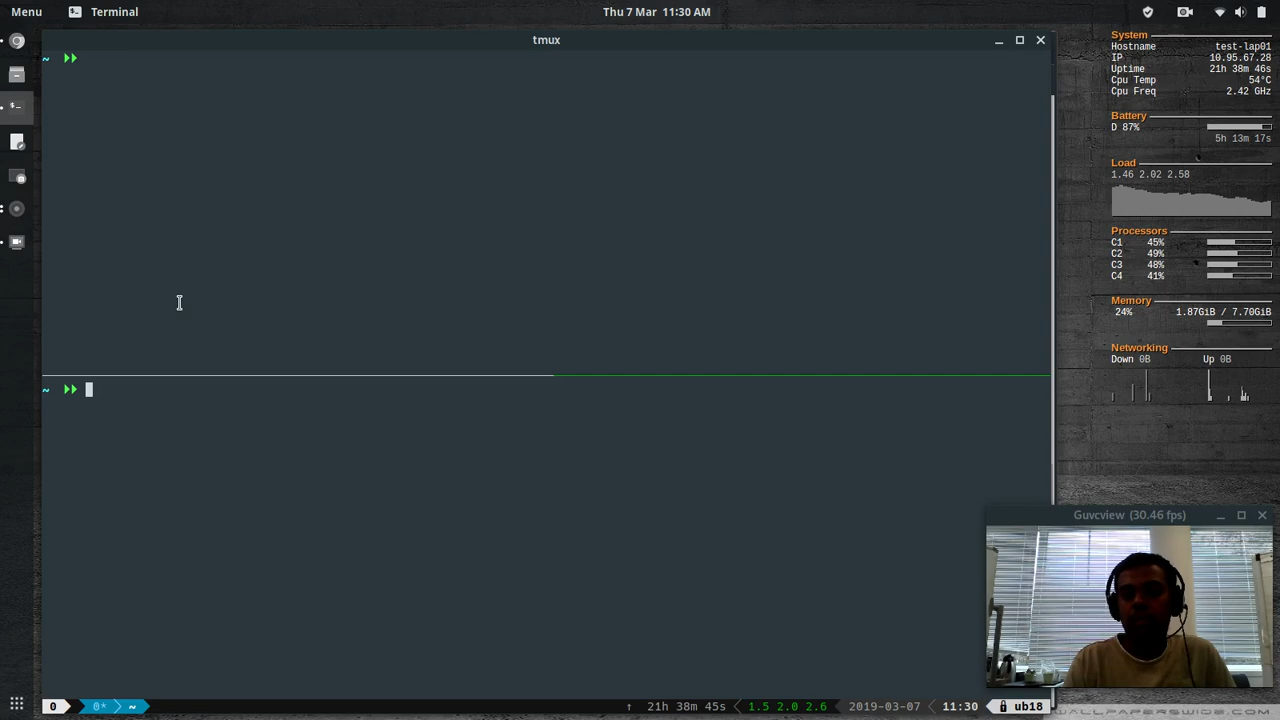 Menu Terminal Thu 7 Mar 11:30 AM
tmux
~
~
0 0* ~ ↑ 21h 38m 45s 1.5 2.0 2.6 2019-03-07 11:30 ub18
System
Hostname test-lap01
IP 10.95.67.28
Uptime 21h 38m 46s
Cpu Temp 54°C
Cpu Freq 2.42 GHz
Battery
D 87%
5h 13m 17s
Load
1.46 2.02 2.58
Processors
C1 45%
C2 49%
C3 48%
C4 41%
Memory
24% 1.87GiB / 7.70GiB
Networking
Down 0B Up 0B
Guvcview (30.46 fps)
WALLPAPERSWIDE.COM